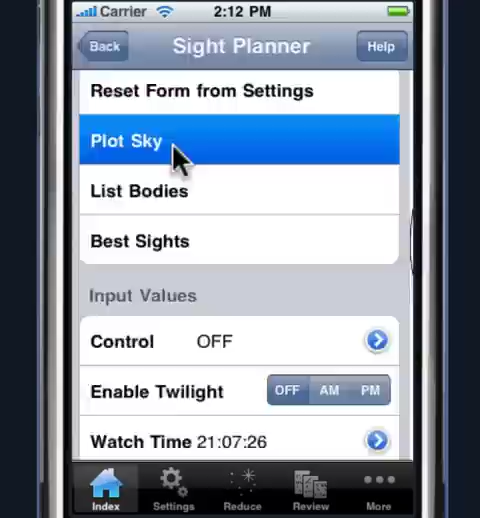 Carrier 2:12 PM
Back Sight Planner Help
Reset Form from Settings
Plot Sky
List Bodies
Best Sights
Input Values
Control OFF
Enable Twilight OFF AM PM
Watch Time 21:07:26
Index Settings Reduce Review More